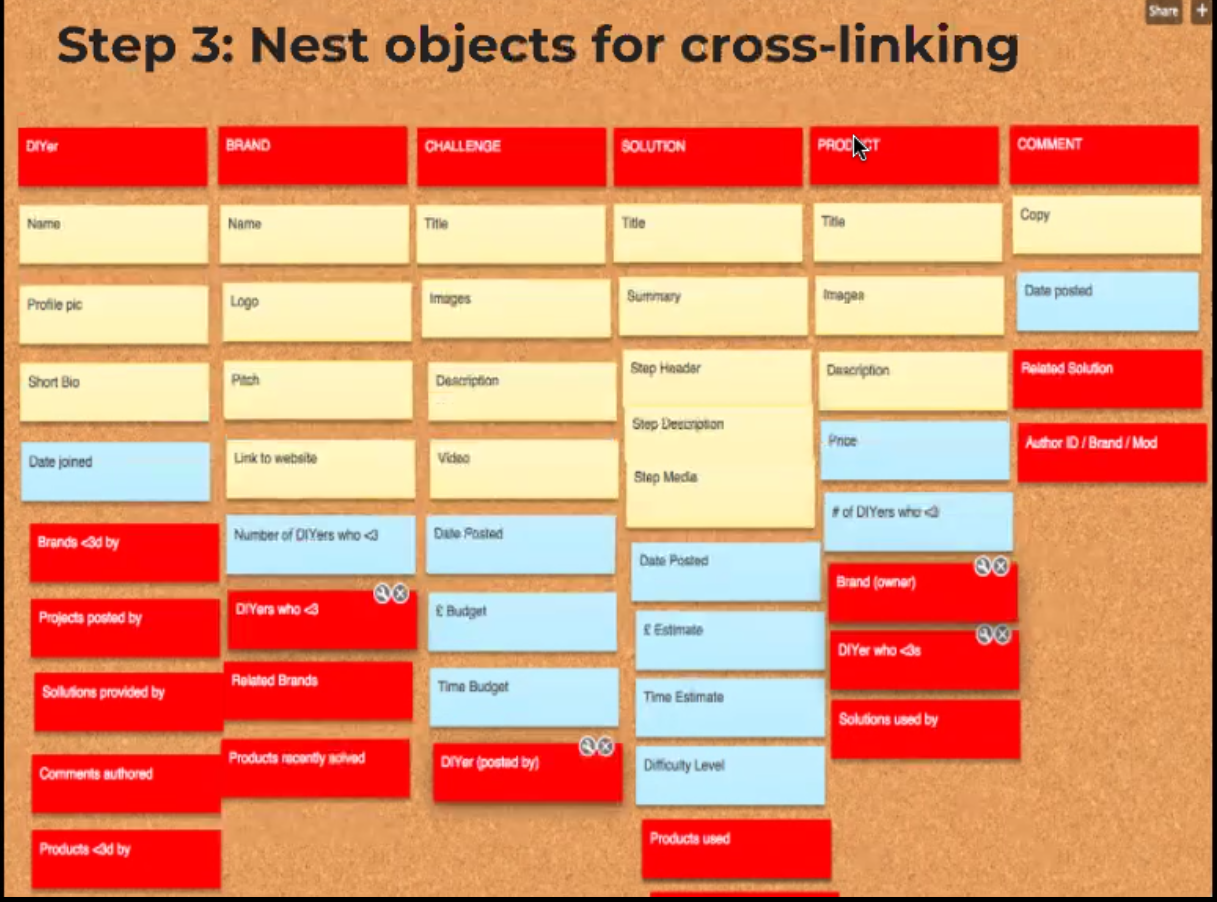 Share +
Step 3: Nest objects for cross-linking
DIYer
Name
Profile pic
Short Bio
Date joined
Brands <3d by
Projects posted by
Sollutions provided by
Comments authored
Products <3d by
BRAND
Name
Logo
Pitch
Link to website
Number of DIYers who <3
DIYers who <3
Related Brands
Products recently solved
CHALLENGE
Title
Images
Description
Video
Date Posted
£ Budget
Time Budget
DIYer (posted by)
SOLUTION
Title
Summary
Step Header
Step Description
Step Media
Date Posted
£ Estimate
Time Estimate
Difficulty Level
Products used
PRODUCT
Title
Images
Description
Price
# of DIYers who <3
Brand (owner)
DIYer who <3s
Solutions used by
COMMENT
Copy
Date posted
Related Solution
Author ID / Brand / Mod